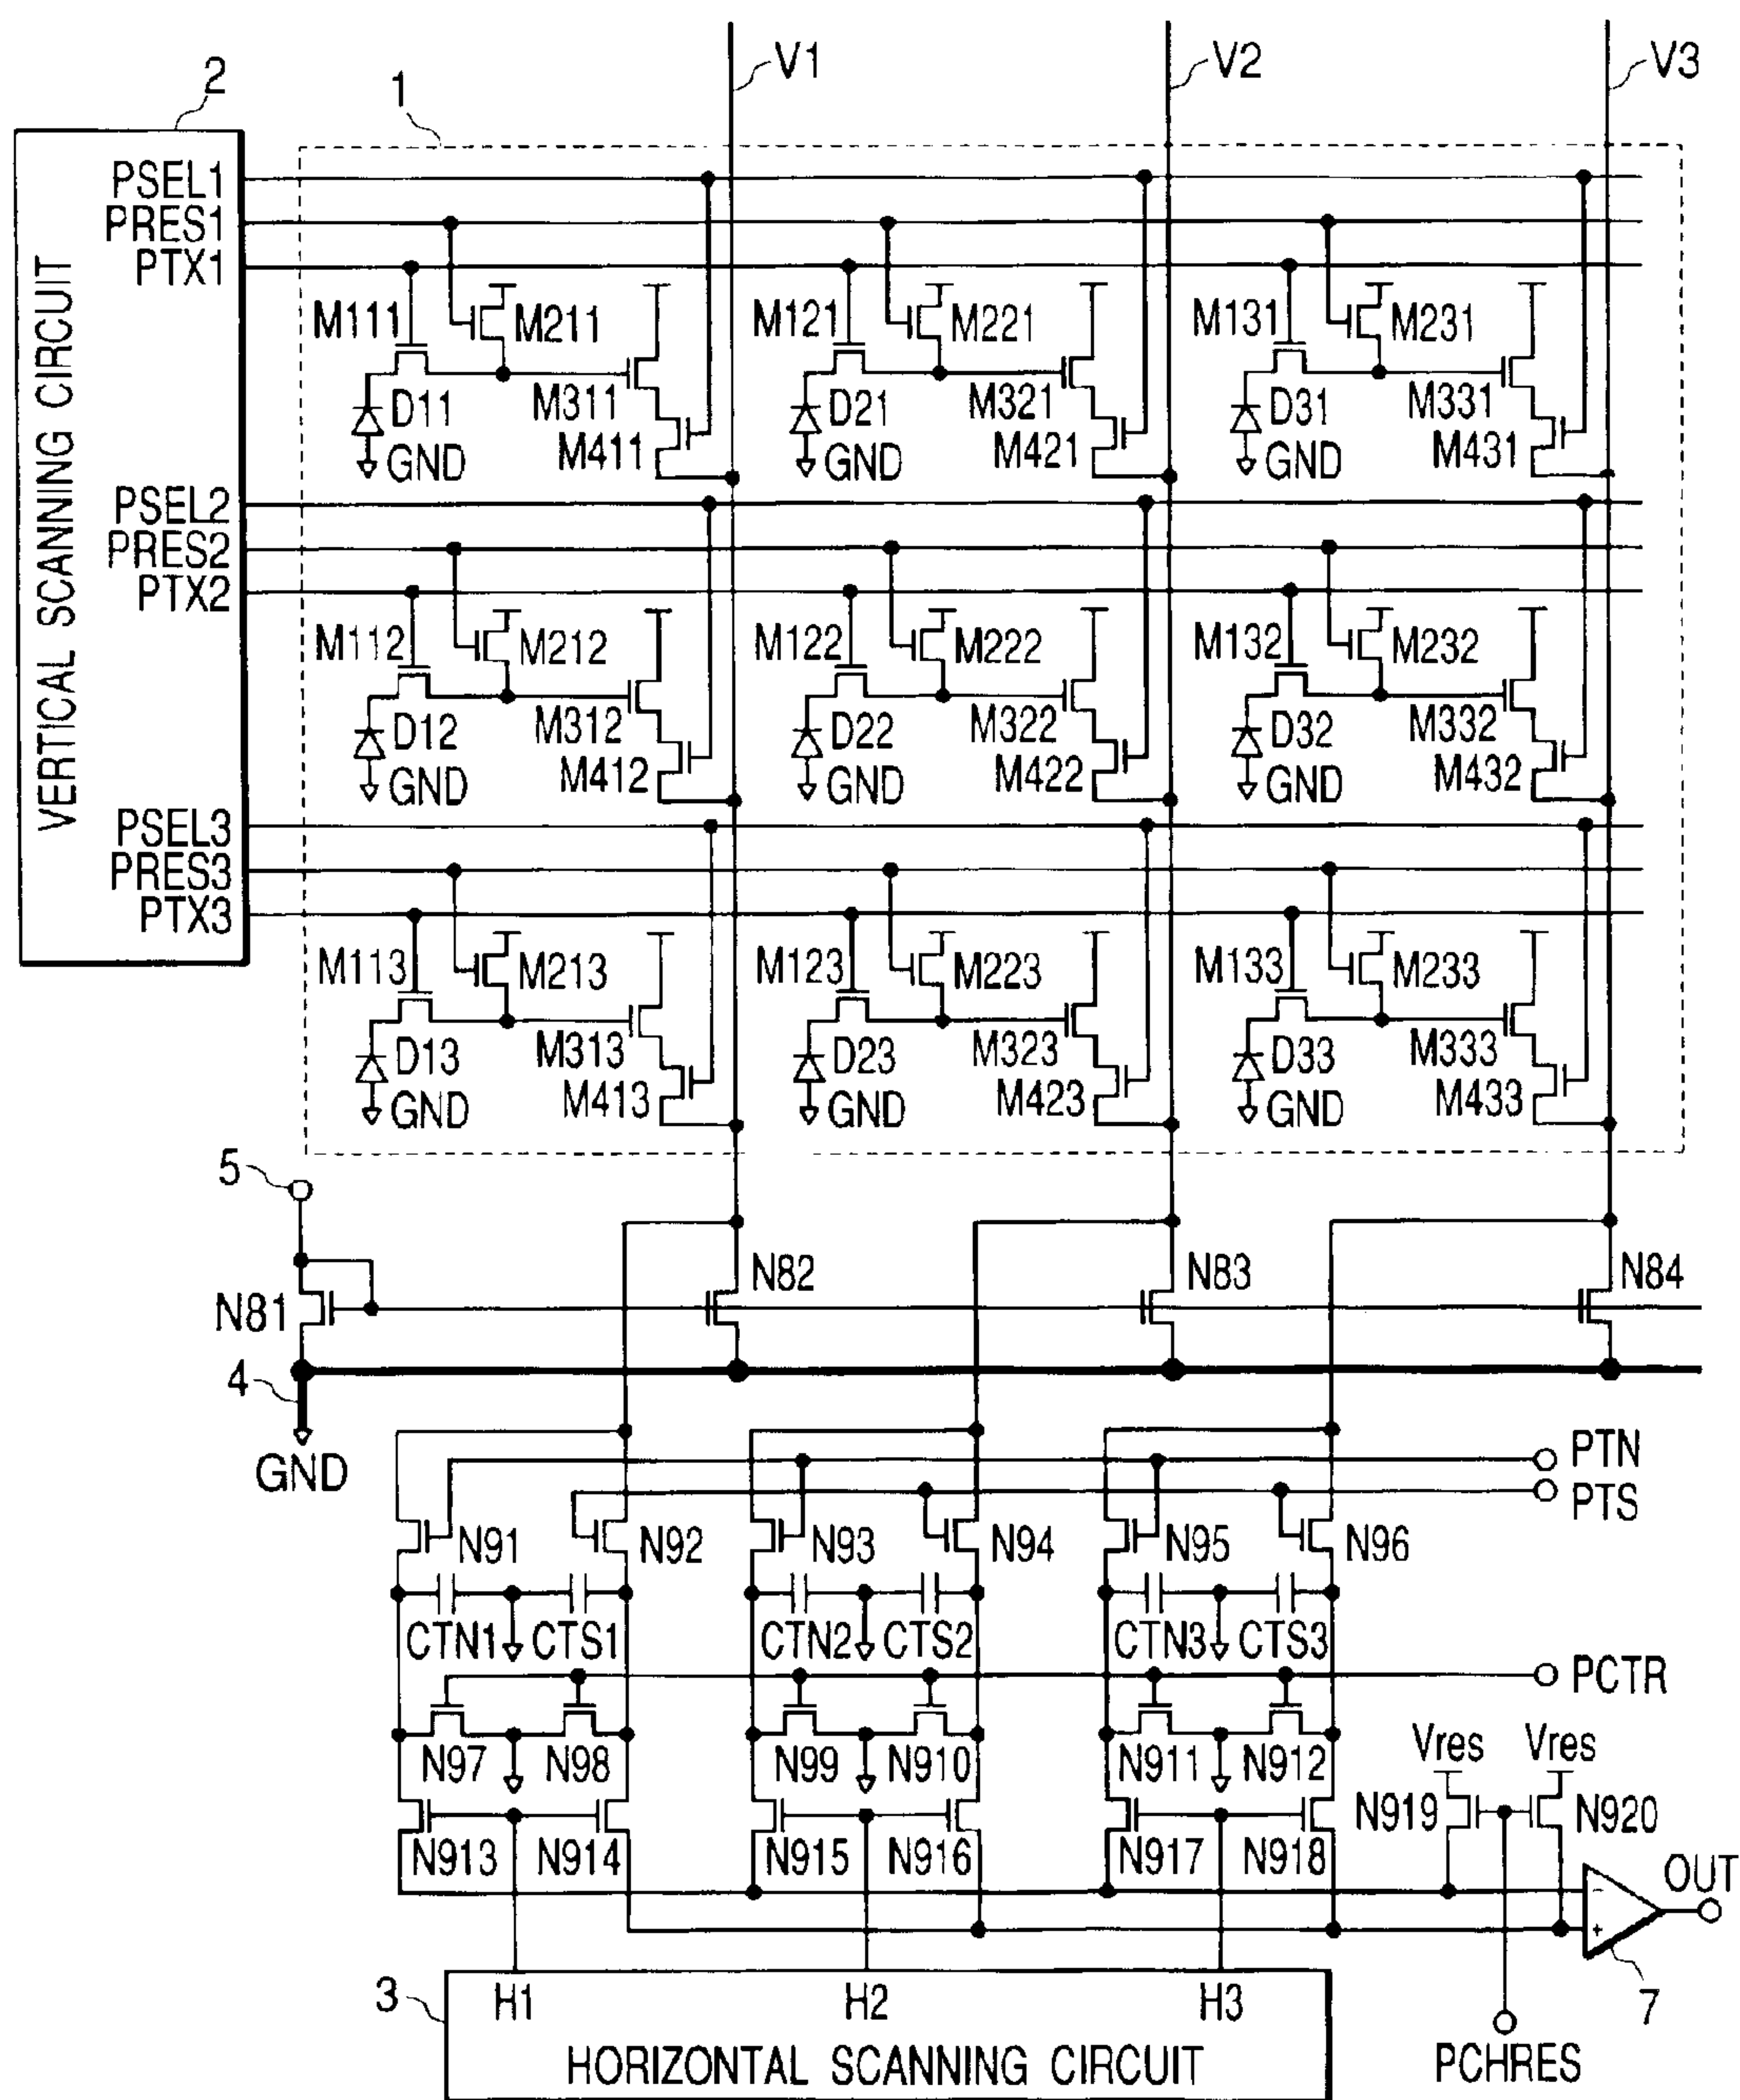 V1 V2 V3
2 1
VERTICAL SCANNING CIRCUIT
PSEL1
PRES1
PTX1
M111 M211 M121 M221 M131 M231
D11 M311 D21 M321 D31 M331
GND M411 GND M421 GND M431
PSEL2
PRES2
PTX2
M112 M212 M122 M222 M132 M232
D12 M312 D22 M322 D32 M332
GND M412 GND M422 GND M432
PSEL3
PRES3
PTX3
M113 M213 M123 M223 M133 M233
D13 M313 D23 M323 D33 M333
GND M413 GND M423 GND M433
5
N81 N82 N83 N84
4
GND
PTN
PTS
N91 N92 N93 N94 N95 N96
CTN1 CTS1 CTN2 CTS2 CTN3 CTS3
PCTR
N97 N98 N99 N910 N911 N912 Vres Vres
N919 N920
N913 N914 N915 N916 N917 N918
- OUT
+
3 H1 H2 H3 7
HORIZONTAL SCANNING CIRCUIT PCHRES